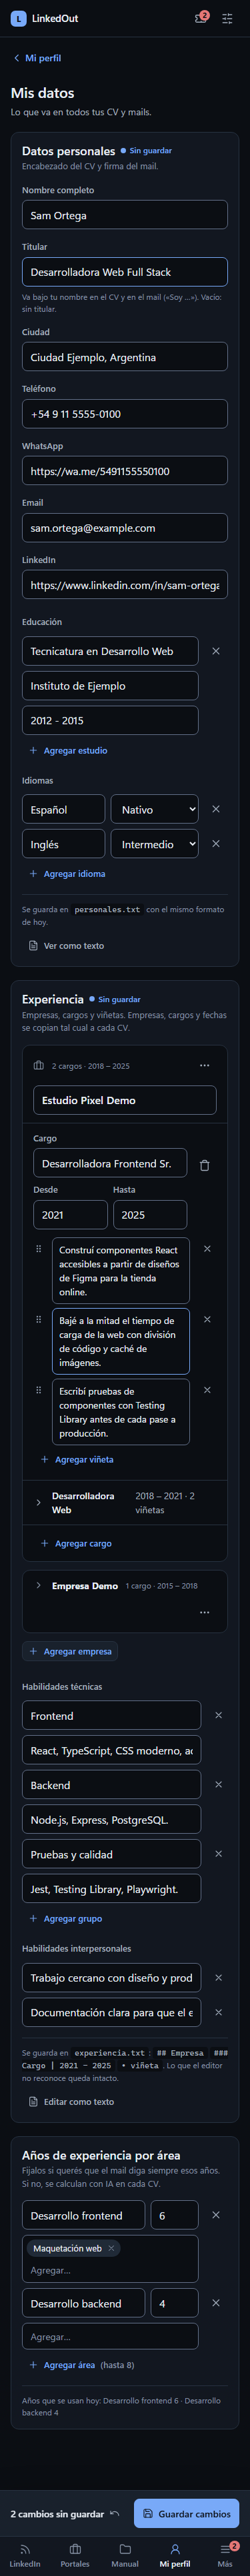 L LinkedOut 2
Mi perfil
Mis datos
Lo que va en todos tus CV y mails.
Datos personales Sin guardar
Encabezado del CV y firma del mail.
Nombre completo
Sam Ortega
Titular
Desarrolladora Web Full Stack
Va bajo tu nombre en el CV y en el mail («Soy ...»). Vacío:
sin titular.
Ciudad
Ciudad Ejemplo, Argentina
Teléfono
+54 9 11 5555-0100
WhatsApp
https://wa.me/5491155550100
Email
sam.ortega@example.com
LinkedIn
https://www.linkedin.com/in/sam-ortega
Educación
Tecnicatura en Desarrollo Web
Instituto de Ejemplo
2012 - 2015
Agregar estudio
Idiomas
Español Nativo
Inglés Intermedio
Agregar idioma
Se guarda en personales.txt con el mismo formato
de hoy.
Ver como texto
Experiencia Sin guardar
Empresas, cargos y viñetas. Empresas, cargos y fechas
se copian tal cual a cada CV.
2 cargos · 2018 – 2025
Estudio Pixel Demo
Cargo
Desarrolladora Frontend Sr.
Desde Hasta
2021 2025
Construí componentes React
accesibles a partir de diseños
de Figma para la tienda
online.
Bajé a la mitad el tiempo de
carga de la web con división
de código y caché de
imágenes.
Escribí pruebas de
componentes con Testing
Library antes de cada pase a
producción.
Agregar viñeta
Desarrolladora 2018 – 2021 · 2
Web viñetas
Agregar cargo
Empresa Demo 1 cargo · 2015 – 2018
Agregar empresa
Habilidades técnicas
Frontend
React, TypeScript, CSS moderno, ac
Backend
Node.js, Express, PostgreSQL.
Pruebas y calidad
Jest, Testing Library, Playwright.
Agregar grupo
Habilidades interpersonales
Trabajo cercano con diseño y prod
Documentación clara para que el e
Se guarda en experiencia.txt: ## Empresa ###
Cargo | 2021 – 2025 • viñeta. Lo que el editor
no reconoce queda intacto.
Editar como texto
Años de experiencia por área
Fijalos si querés que el mail diga siempre esos años.
Si no, se calculan con IA en cada CV.
Desarrollo frontend 6
Maquetación web
Agregar...
Desarrollo backend 4
Agregar...
Agregar área (hasta 8)
Años que se usan hoy: Desarrollo frontend 6 · Desarrollo
backend 4
2 cambios sin guardar Guardar cambios
2
LinkedIn Portales Manual Mi perfil Más